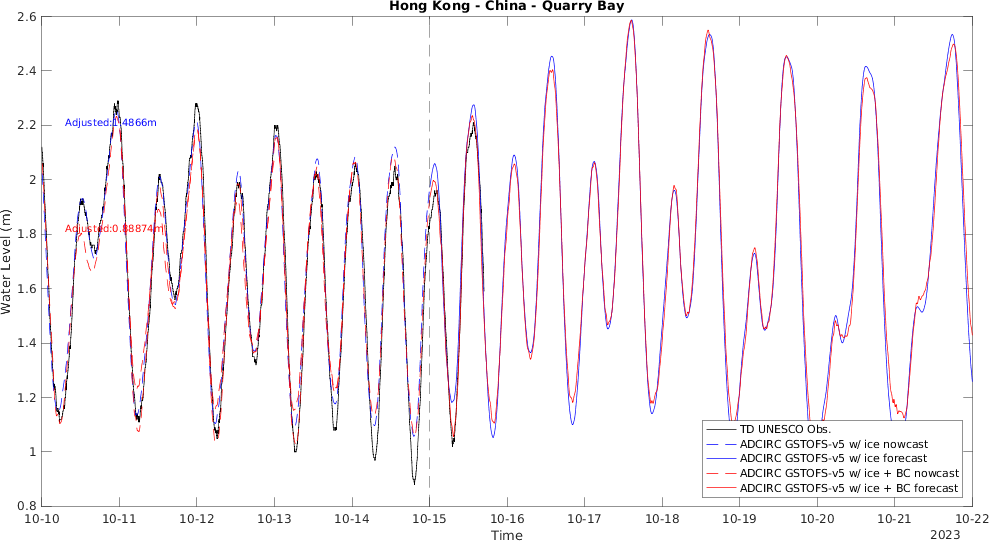 Hong Kong - China - Quarry Bay
2.6
2.4
2.2
2
1.8
1.6
1.4
1.2
1
0.8
Water Level (m)
Adjusted:1.4866m
Adjusted:0.88874m
TD UNESCO Obs.
ADCIRC GSTOFS-v5 w/ ice nowcast
ADCIRC GSTOFS-v5 w/ ice forecast
ADCIRC GSTOFS-v5 w/ ice + BC nowcast
ADCIRC GSTOFS-v5 w/ ice + BC forecast
10-10 10-11 10-12 10-13 10-14 10-15 10-16 10-17 10-18 10-19 10-20 10-21 10-22
Time
2023